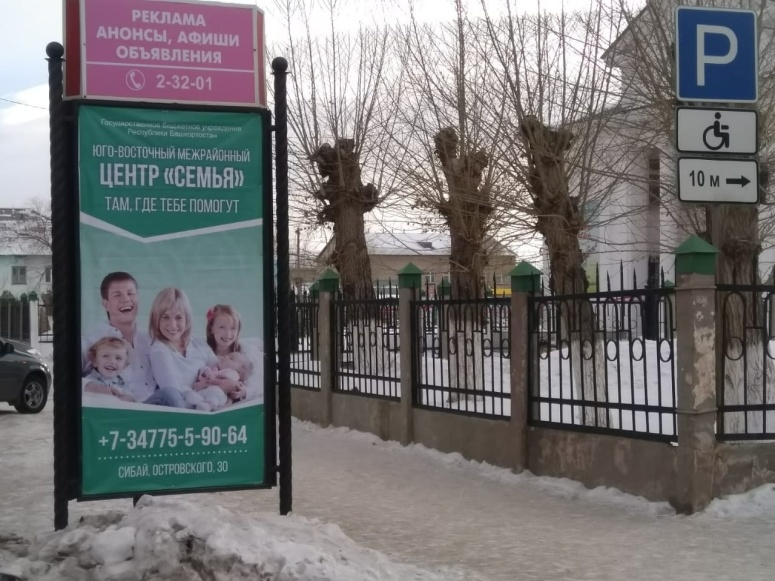 РЕКЛАМА
АНОНСЫ, АФИШИ
ОБЪЯВЛЕНИЯ
2-32-01
Государственное бюджетное учреждение
Республики Башкортостан
ЮГО-ВОСТОЧНЫЙ МЕЖРАЙОННЫЙ
ЦЕНТР «СЕМЬЯ»
ТАМ, ГДЕ ТЕБЕ ПОМОГУТ
+7-34775-5-90-64
СИБАЙ, ОСТРОВСКОГО, 30
P
10 м